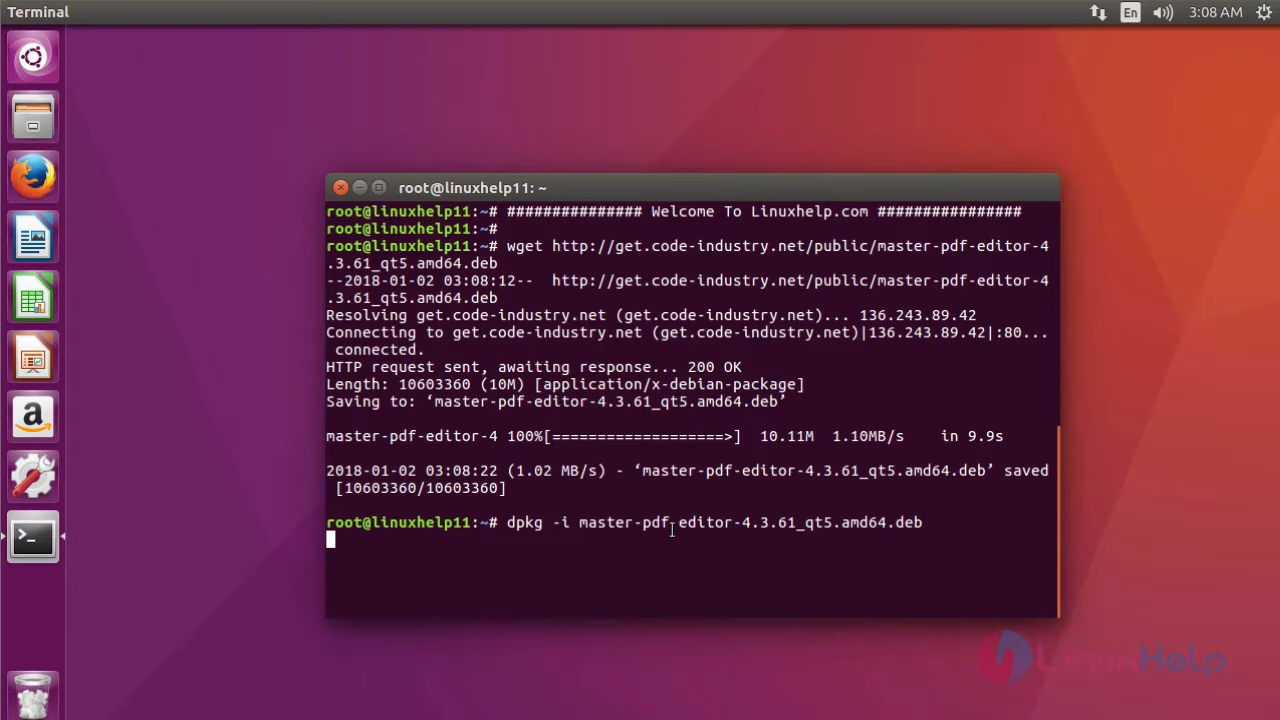 Terminal
En
3:08 AM
root@linuxhelp11: ~
root@linuxhelp11:~# ############### Welcome To Linuxhelp.com ################
root@linuxhelp11:~#
root@linuxhelp11:~# wget http://get.code-industry.net/public/master-pdf-editor-4
.3.61_qt5.amd64.deb
--2018-01-02 03:08:12--  http://get.code-industry.net/public/master-pdf-editor-4
.3.61_qt5.amd64.deb
Resolving get.code-industry.net (get.code-industry.net)... 136.243.89.42
Connecting to get.code-industry.net (get.code-industry.net)|136.243.89.42|:80...
 connected.
HTTP request sent, awaiting response... 200 OK
Length: 10603360 (10M) [application/x-debian-package]
Saving to: ‘master-pdf-editor-4.3.61_qt5.amd64.deb’
master-pdf-editor-4 100%[===================>]  10.11M  1.10MB/s    in 9.9s
2018-01-02 03:08:22 (1.02 MB/s) - ‘master-pdf-editor-4.3.61_qt5.amd64.deb’ saved
 [10603360/10603360]
root@linuxhelp11:~# dpkg -i master-pdf-editor-4.3.61_qt5.amd64.deb
LinuxHelp